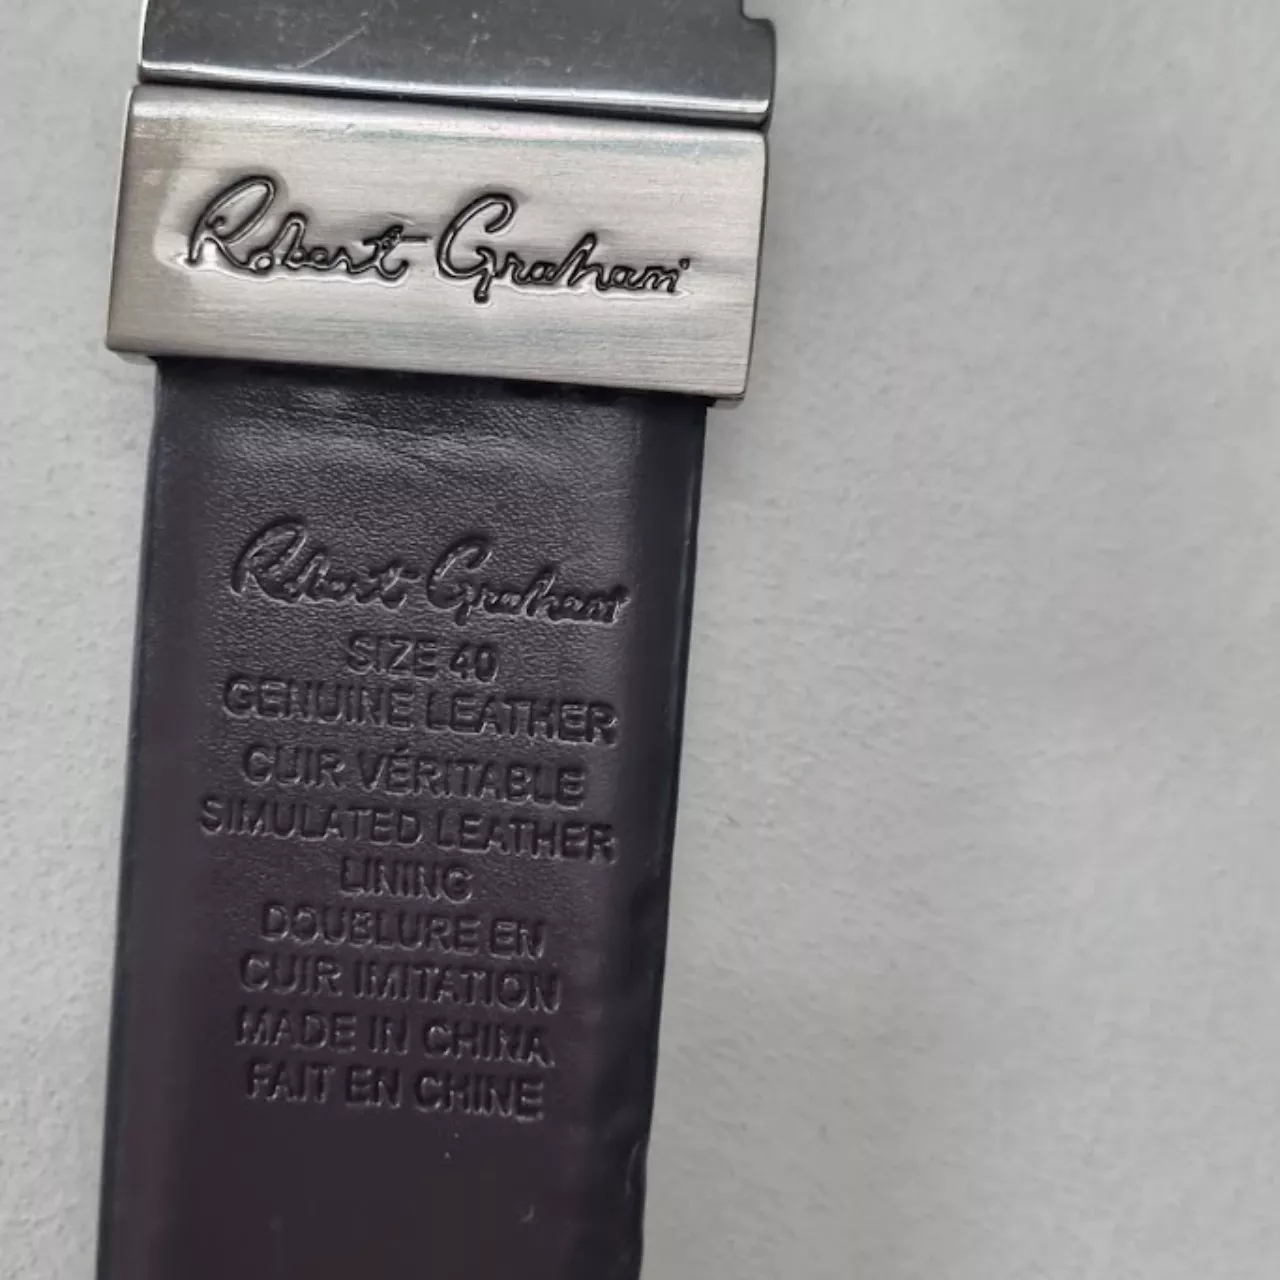 Robert Graham
Robert Graham
SIZE 40
GENUINE LEATHER
CUIR VÉRITABLE
SIMULATED LEATHER
LINING
DOUBLURE EN
CUIR IMITATION
MADE IN CHINA
FAIT EN CHINE